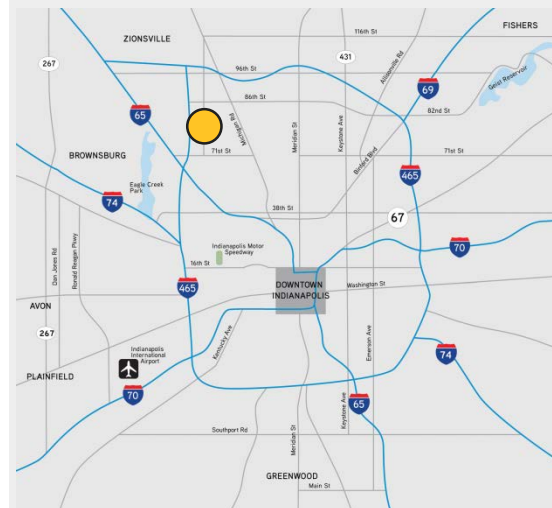 116th St
FISHERS
ZIONSVILLE
431
Allisonville Rd
267
96th St
Geist Reservoir
69
86th St
65
82nd St
Michigan Rd
Meridian St
Keystone Ave
Binford Blvd
BROWNSBURG
71st St
71st St
465
Eagle Creek
Park
74
38th St
67
70
Indianapolis Motor
Speedway
16th St
Dan Jones Rd
Ronald Reagan Pkwy
465
DOWNTOWN
INDIANAPOLIS
Washington St
AVON
267
Kentucky Ave
Emerson Ave
Indianapolis
International
Airport
74
PLAINFIELD
70
65
Keystone Ave
Southport Rd
Meridian St
GREENWOOD
Main St